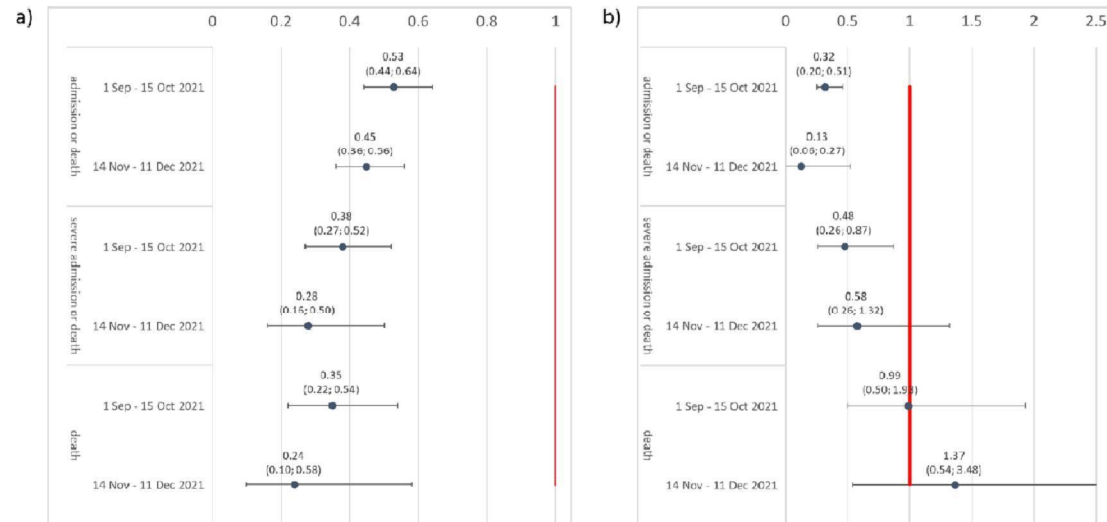 a)
0 0.2 0.4 0.6 0.8 1
admission or death
1 Sep - 15 Oct 2021
0.53
(0.44; 0.64)
14 Nov - 11 Dec 2021
0.45
(0.36; 0.56)
severe admission or death
1 Sep - 15 Oct 2021
0.38
(0.27; 0.52)
14 Nov - 11 Dec 2021
0.28
(0.16; 0.50)
death
1 Sep - 15 Oct 2021
0.35
(0.22; 0.54)
14 Nov - 11 Dec 2021
0.24
(0.10; 0.58)
b)
0 0.5 1 1.5 2 2.5
admission or death
1 Sep - 15 Oct 2021
0.32
(0.20; 0.51)
14 Nov - 11 Dec 2021
0.13
(0.06; 0.27)
severe admission or death
1 Sep - 15 Oct 2021
0.48
(0.26; 0.87)
14 Nov - 11 Dec 2021
0.58
(0.26; 1.32)
death
1 Sep - 15 Oct 2021
0.99
(0.50; 1.93)
14 Nov - 11 Dec 2021
1.37
(0.54; 3.48)